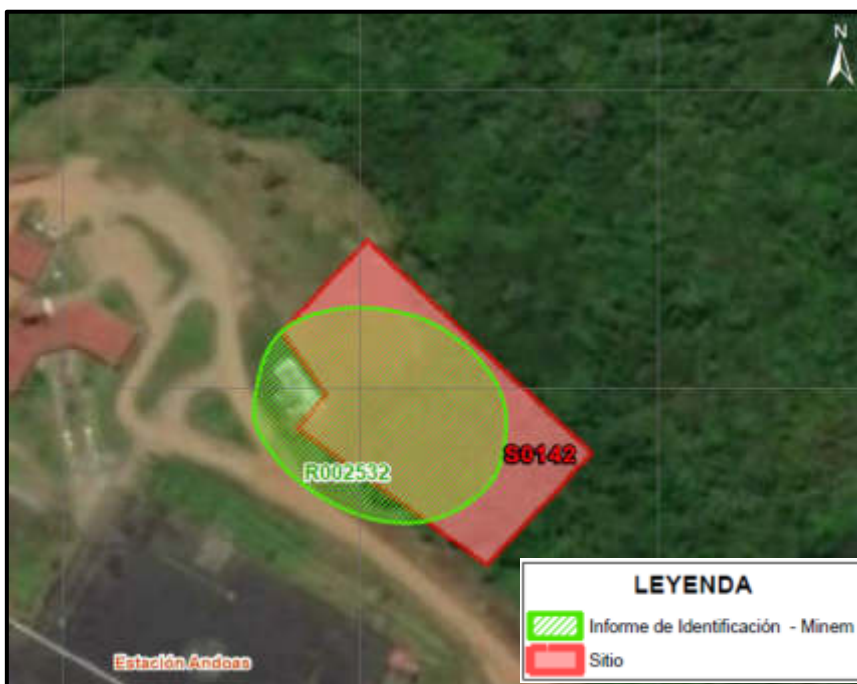 N
S0142
R002532
LEYENDA
Informe de Identificación - Minem
Sitio
Estación Andoas